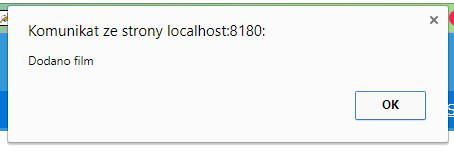 Komunikat ze strony localhost:8180:
Dodano film
OK